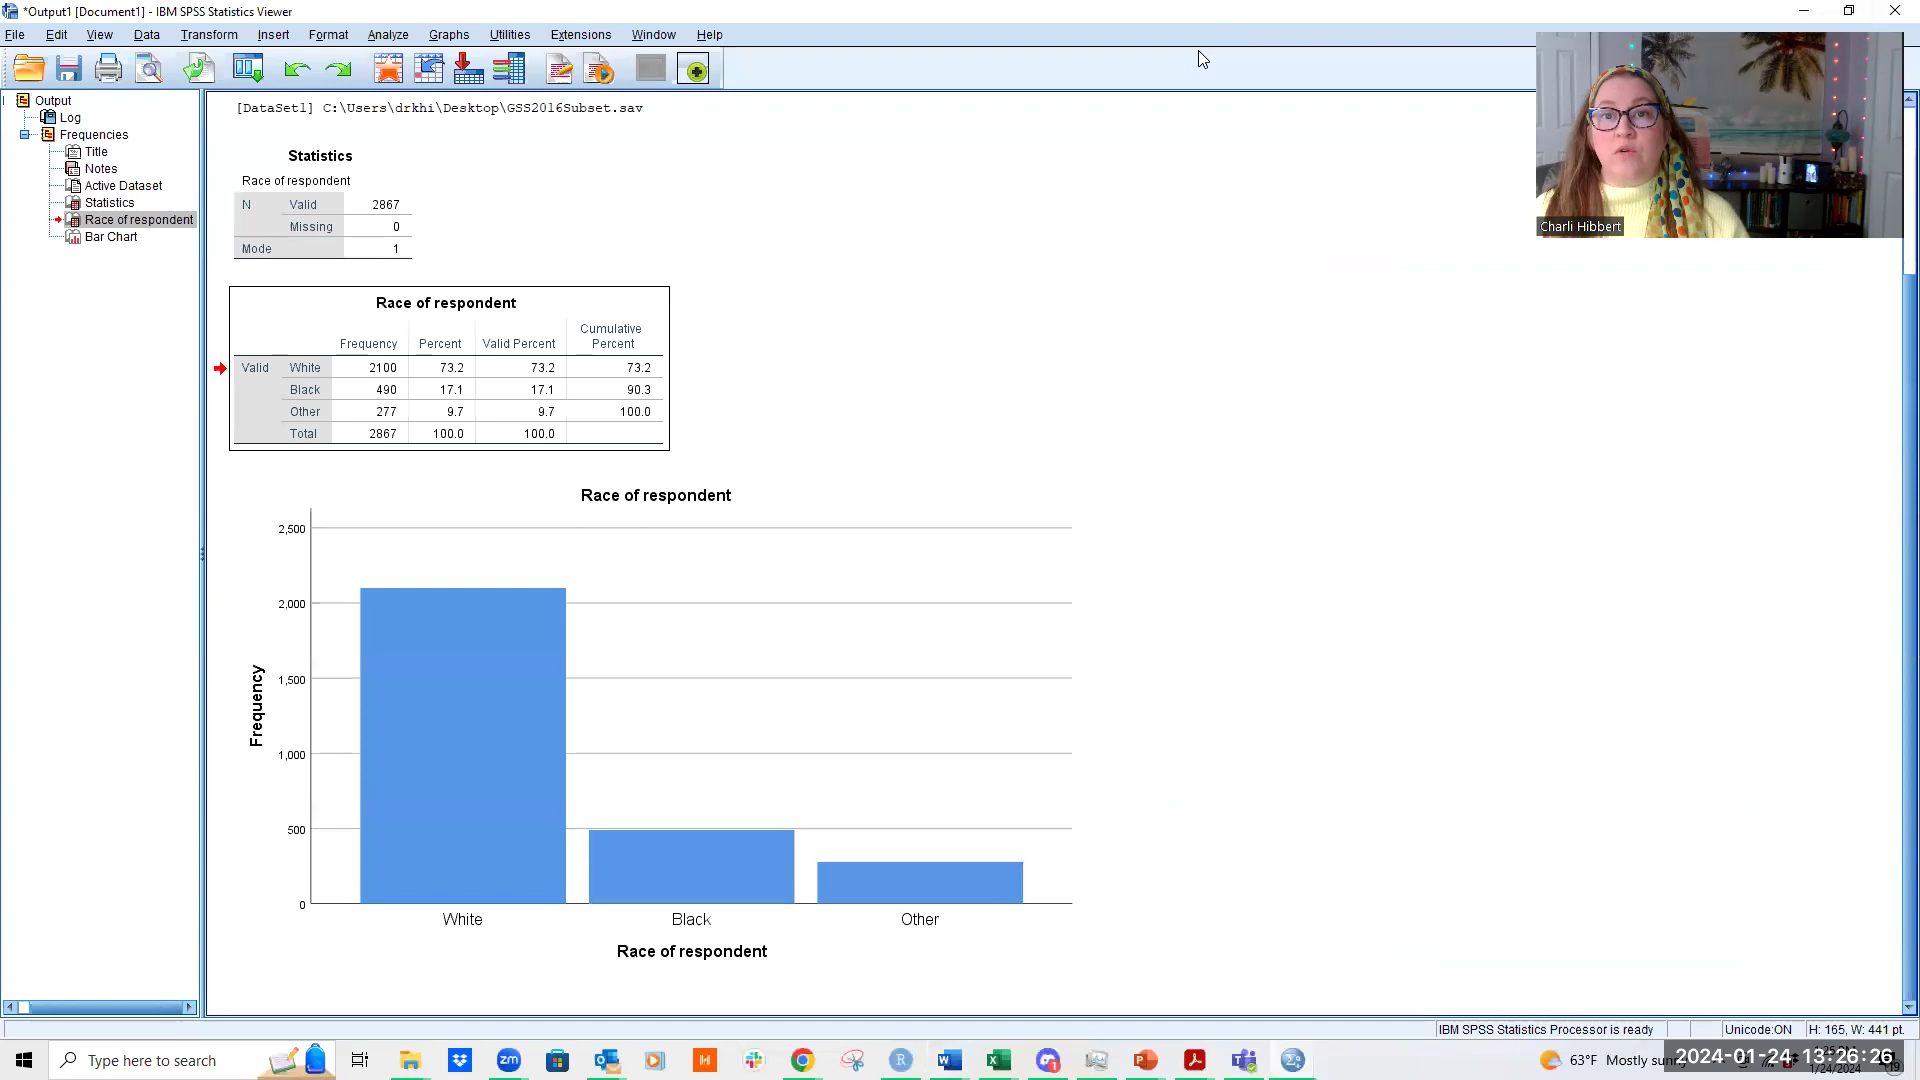 *Output1 [Document1] - IBM SPSS Statistics Viewer
File Edit View Data Transform Insert Format Analyze Graphs Utilities Extensions Window Help
Output
Log
Frequencies
Title
Notes
Active Dataset
Statistics
Race of respondent
Bar Chart
[DataSet1] C:\Users\drkhi\Desktop\GSS2016Subset.sav
Statistics
Race of respondent
N Valid 2867
Missing 0
Mode 1
Race of respondent
Frequency Percent Valid Percent Cumulative Percent
Valid White 2100 73.2 73.2 73.2
Black 490 17.1 17.1 90.3
Other 277 9.7 9.7 100.0
Total 2867 100.0 100.0
Race of respondent
2,500
2,000
1,500
1,000
500
0
Frequency
White Black Other
Race of respondent
Charli Hibbert
IBM SPSS Statistics Processor is ready Unicode:ON H: 165, W: 441 pt.
Type here to search
zm
63°F Mostly sunny
2024-01-24 13:26:26
1/24/2024